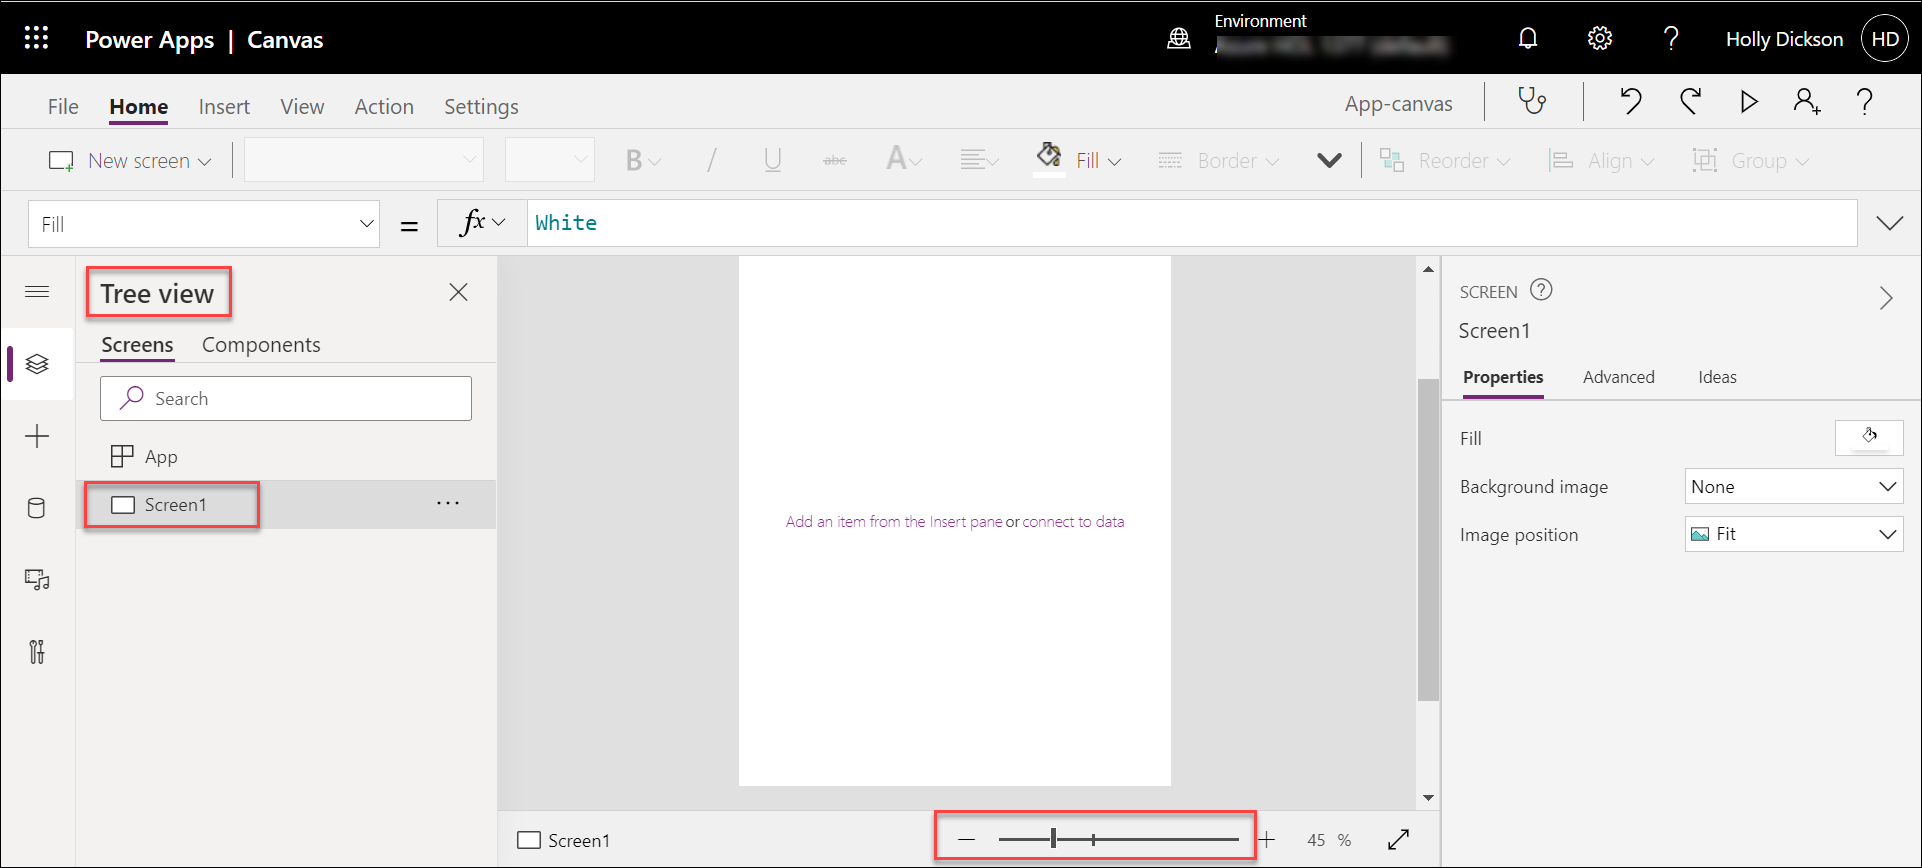 Power Apps | Canvas
Environment
Holly Dickson HD
File Home Insert View Action Settings
App-canvas
New screen
B / U abc A
Fill
Border
Reorder
Align
Group
Fill = fx White
Tree view
Screens Components
Search
App
Screen1
Add an item from the Insert pane or connect to data
Screen1
45 %
SCREEN
Screen1
Properties Advanced Ideas
Fill
Background image None
Image position Fit